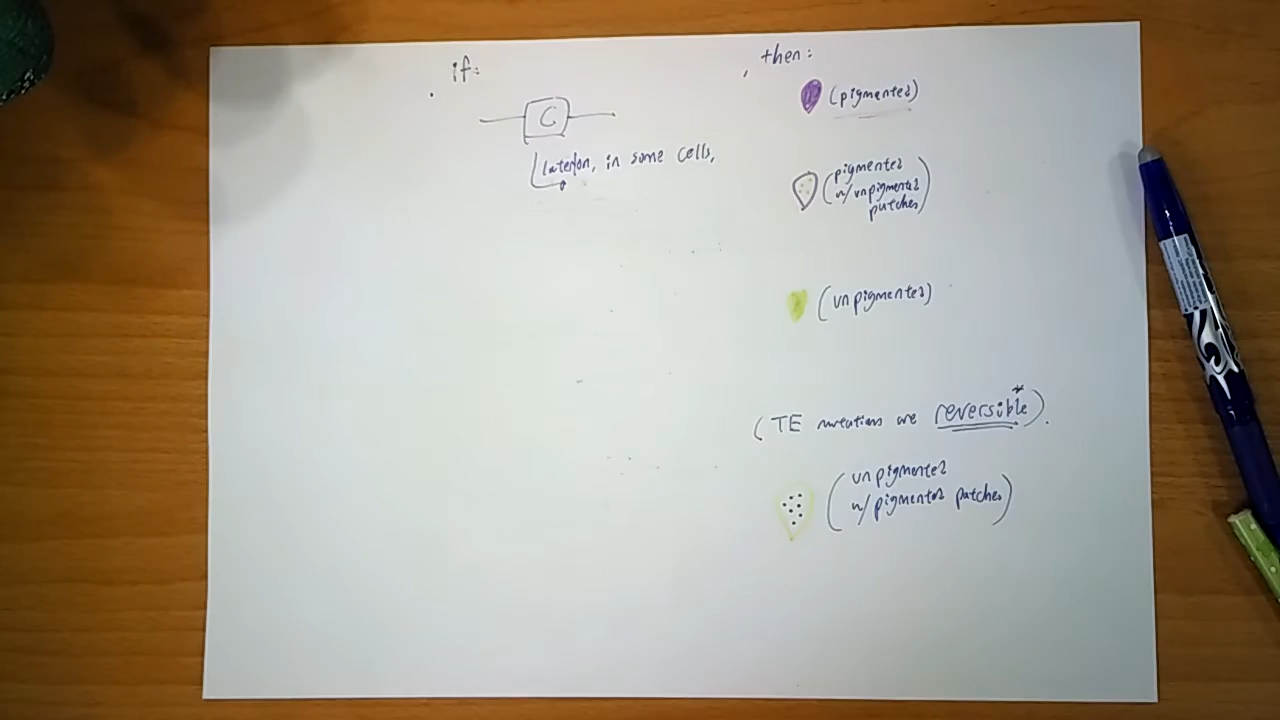 if:
, then:
C
(pigmented)
Later on, in some cells,
(pigmented
w/ unpigmented
patches)
(unpigmented)
(TE mutations are reversible*).
(unpigmented
w/ pigmented patches)